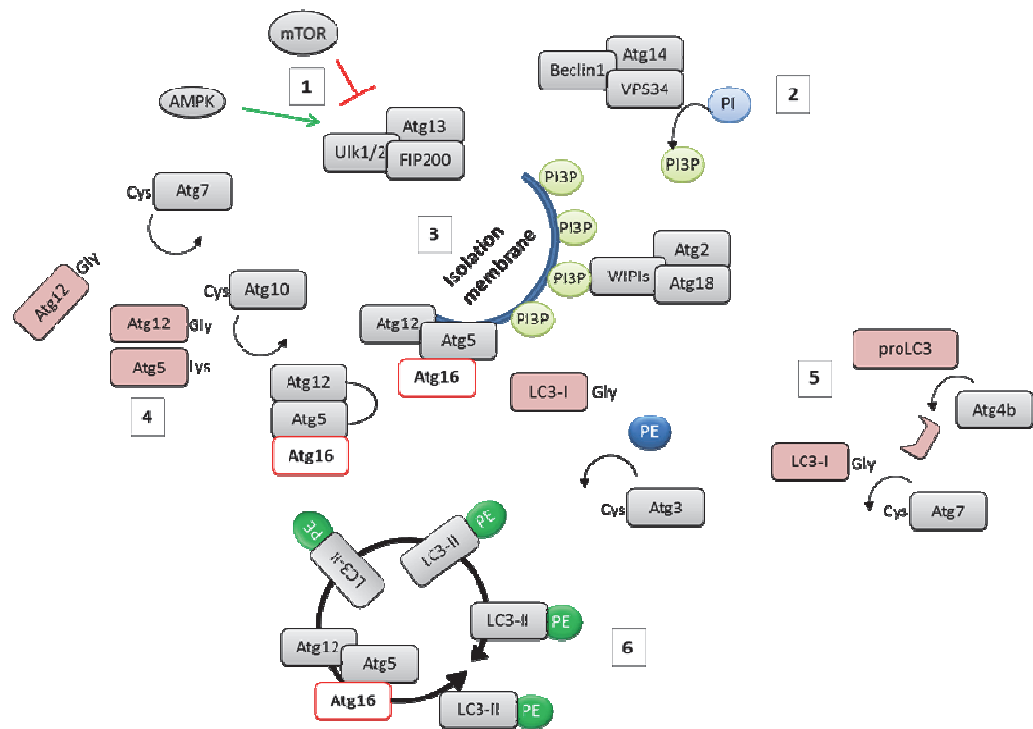 mTOR
1
AMPK
Atg13
Ulk1/2
FIP200
Atg14
Beclin1
VPS34
PI
2
PI3P
Cys
Atg7
Gly
Atg12
Cys
Atg10
Atg12
Gly
Atg5
Lys
4
Atg12
Atg5
Atg16
3
Isolation
membrane
PI3P
PI3P
PI3P
PI3P
WIPIs
Atg2
Atg18
Atg12
Atg5
Atg16
LC3-I
Gly
PE
Cys
Atg3
proLC3
5
Atg4b
LC3-I
Gly
Cys
Atg7
PE
LC3-II
PE
LC3-II
LC3-II
PE
6
Atg12
Atg5
Atg16
LC3-II
PE